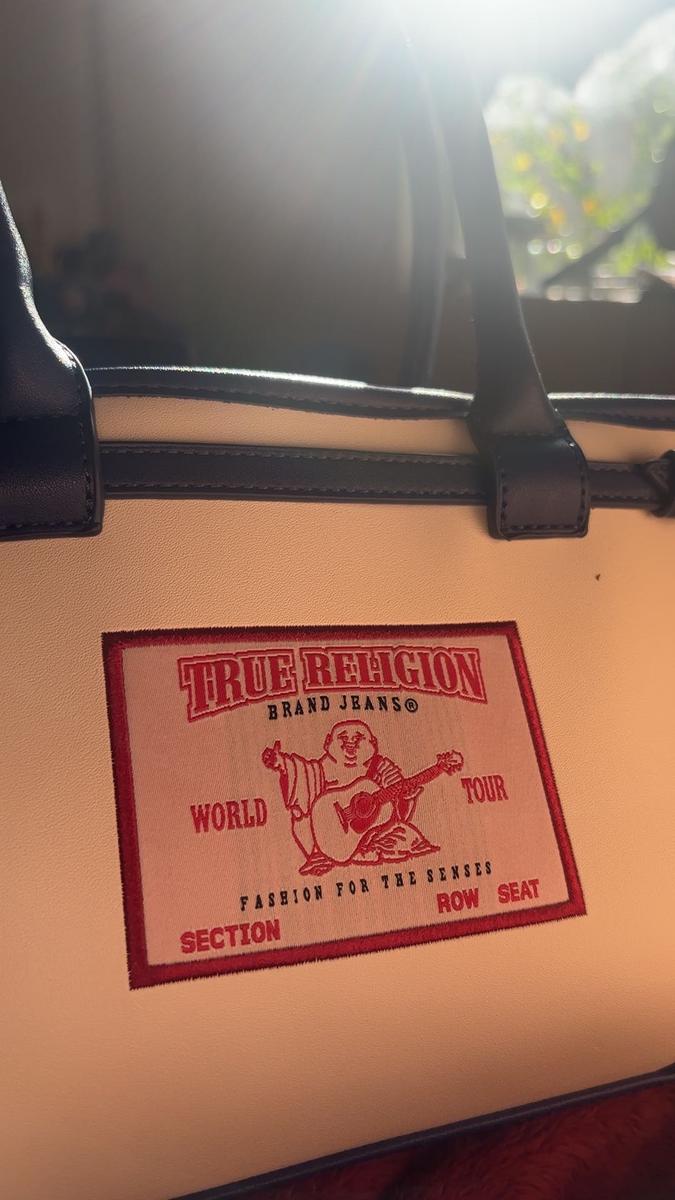 TRUE RELIGION
BRAND JEANS®
WORLD TOUR
FASHION FOR THE SENSES
SECTION ROW SEAT